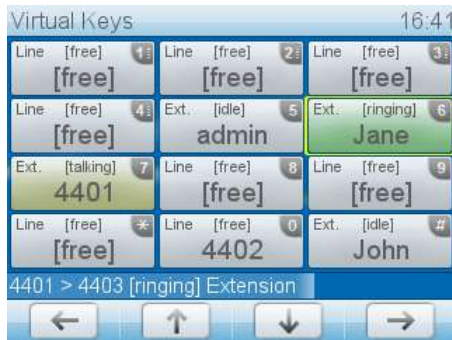 Virtual Keys 16:41
Line [free] 1 Line [free] 2 Line [free] 3
[free] [free] [free]
Line [free] 4 Ext. [idle] 5 Ext. [ringing] 6
[free] admin Jane
Ext. [talking] 7 Line [free] 8 Line [free] 9
4401 [free] [free]
Line [free] * Line [free] 0 Ext. [idle] #
[free] 4402 John
4401 > 4403 [ringing] Extension